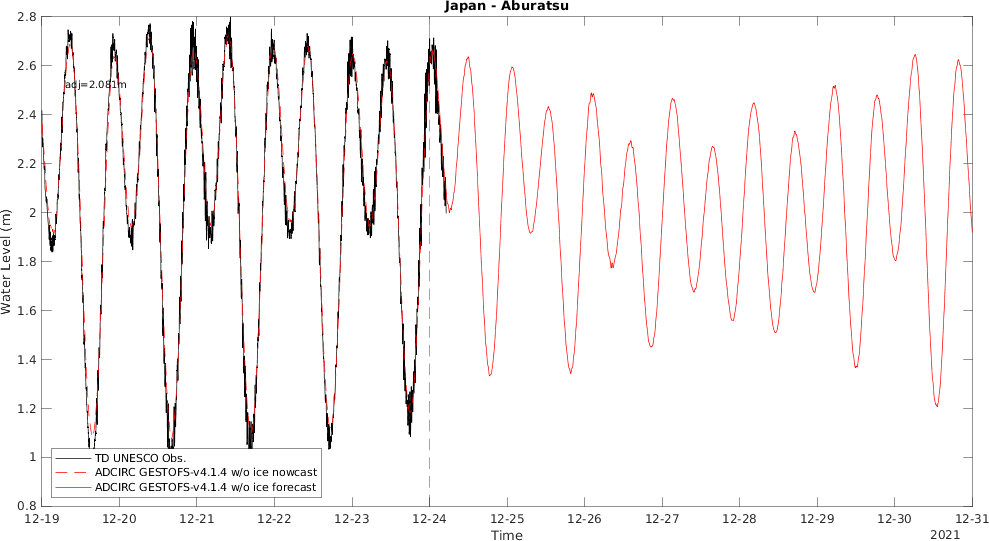 Japan - Aburatsu
2.8
2.6
adj=2.081m
2.4
2.2
2
1.8
1.6
1.4
1.2
1
0.8
Water Level (m)
TD UNESCO Obs.
ADCIRC GESTOFS-v4.1.4 w/o ice nowcast
ADCIRC GESTOFS-v4.1.4 w/o ice forecast
12-19 12-20 12-21 12-22 12-23 12-24 12-25 12-26 12-27 12-28 12-29 12-30 12-31
Time
2021